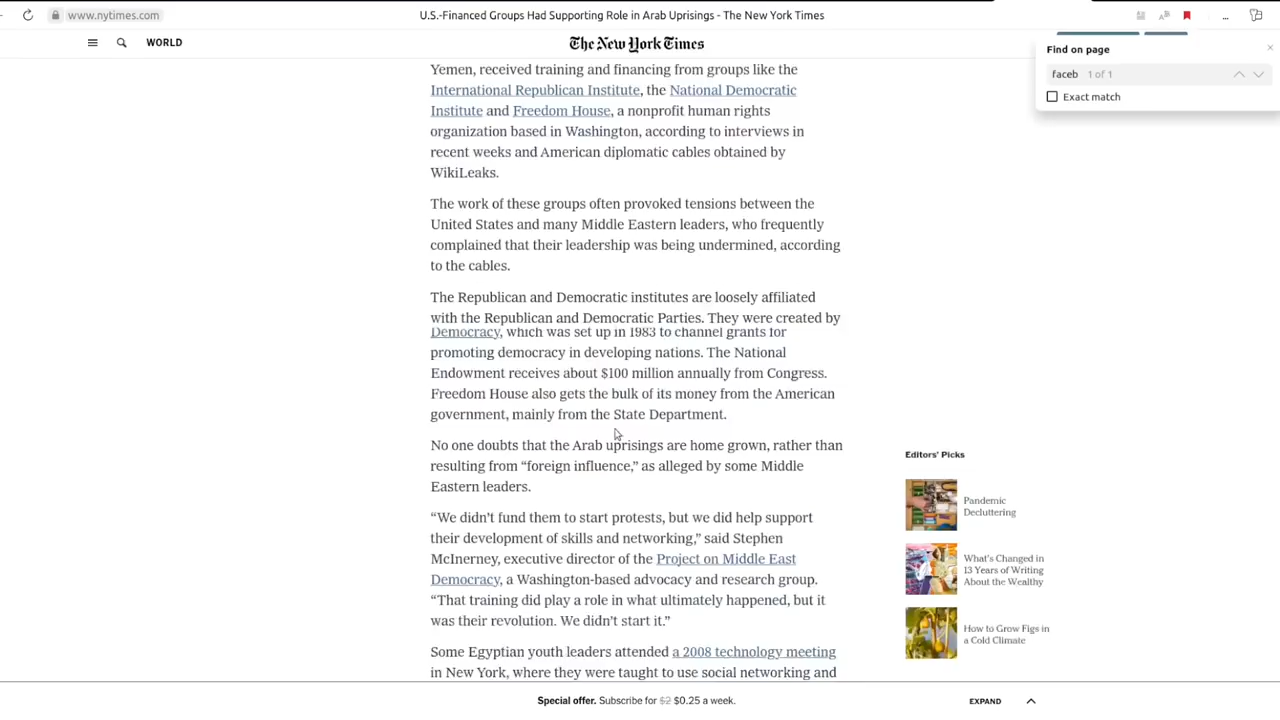 www.nytimes.com
U.S.-Financed Groups Had Supporting Role in Arab Uprisings - The New York Times
WORLD
The New York Times
Find on page
faceb 1 of 1
Exact match
Yemen, received training and financing from groups like the
International Republican Institute, the National Democratic
Institute and Freedom House, a nonprofit human rights
organization based in Washington, according to interviews in
recent weeks and American diplomatic cables obtained by
WikiLeaks.
The work of these groups often provoked tensions between the
United States and many Middle Eastern leaders, who frequently
complained that their leadership was being undermined, according
to the cables.
The Republican and Democratic institutes are loosely affiliated
with the Republican and Democratic Parties. They were created by
Democracy, which was set up in 1983 to channel grants for
promoting democracy in developing nations. The National
Endowment receives about $100 million annually from Congress.
Freedom House also gets the bulk of its money from the American
government, mainly from the State Department.
No one doubts that the Arab uprisings are home grown, rather than
resulting from “foreign influence,” as alleged by some Middle
Eastern leaders.
“We didn’t fund them to start protests, but we did help support
their development of skills and networking,” said Stephen
McInerney, executive director of the Project on Middle East
Democracy, a Washington-based advocacy and research group.
“That training did play a role in what ultimately happened, but it
was their revolution. We didn’t start it.”
Some Egyptian youth leaders attended a 2008 technology meeting
in New York, where they were taught to use social networking and
Editors’ Picks
Pandemic
Decluttering
What’s Changed in
13 Years of Writing
About the Wealthy
How to Grow Figs in
a Cold Climate
Special offer. Subscribe for $2 $0.25 a week.
EXPAND